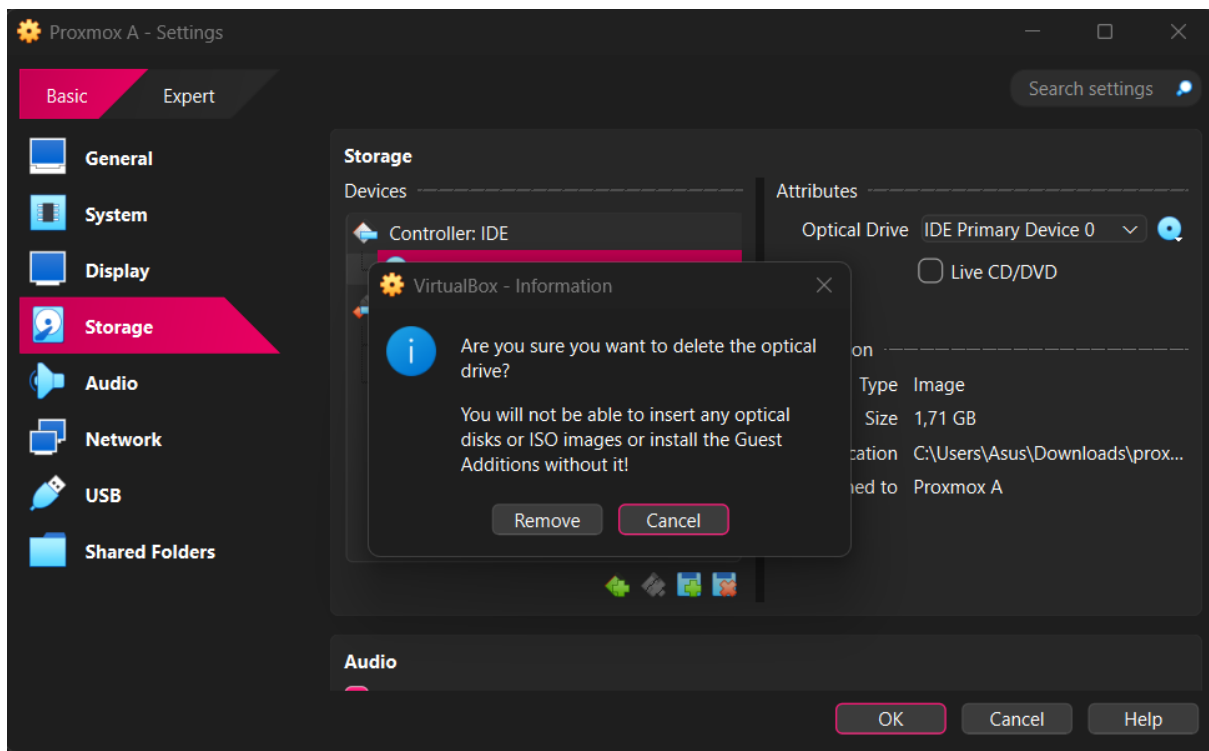 Proxmox A - Settings
Basic
Expert
Search settings
General
System
Display
Storage
Audio
Network
USB
Shared Folders
Storage
Devices
Controller: IDE
Attributes
Optical Drive
IDE Primary Device 0
Live CD/DVD
VirtualBox - Information
Are you sure you want to delete the optical
drive?
You will not be able to insert any optical
disks or ISO images or install the Guest
Additions without it!
Remove
Cancel
on
Type Image
Size 1,71 GB
cation C:\Users\Asus\Downloads\prox...
ed to Proxmox A
Audio
OK
Cancel
Help